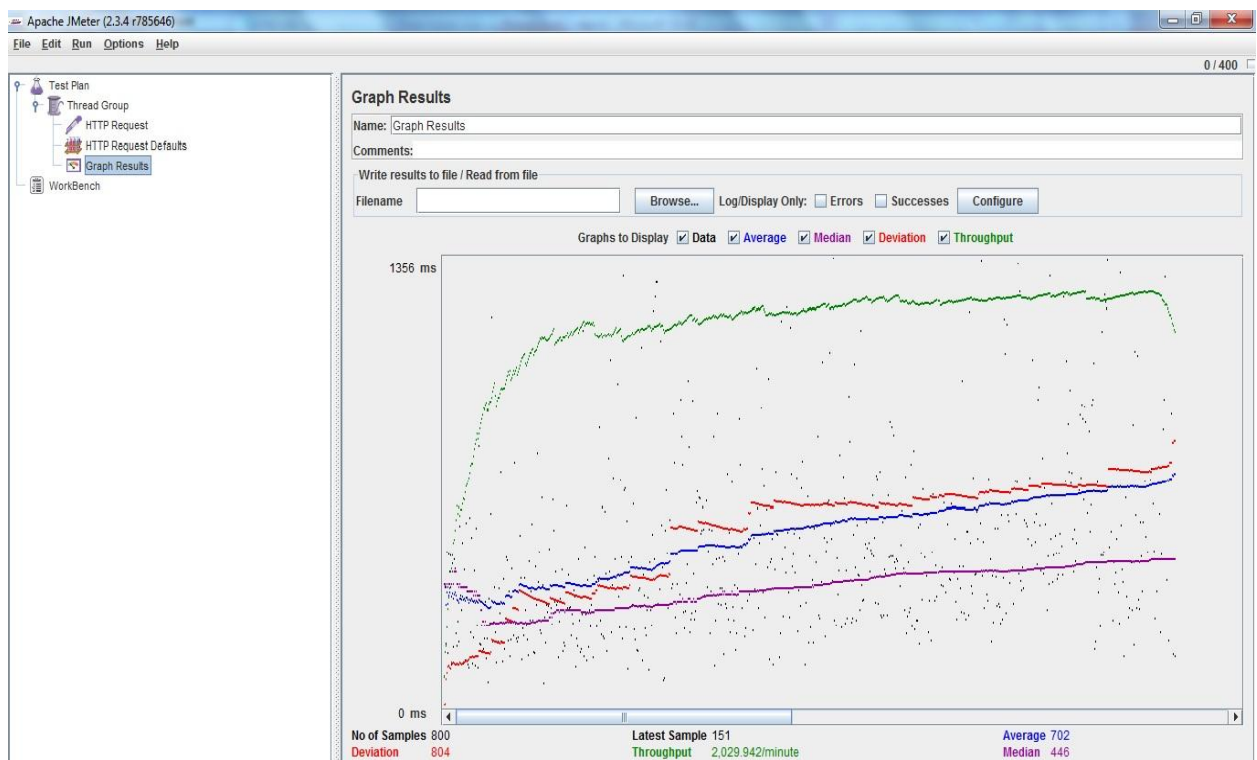 Apache JMeter (2.3.4 r785646)
File Edit Run Options Help
0 / 400
Test Plan
Thread Group
HTTP Request
HTTP Request Defaults
Graph Results
WorkBench
Graph Results
Name: Graph Results
Comments:
Write results to file / Read from file
Filename Browse... Log/Display Only: Errors Successes Configure
Graphs to Display Data Average Median Deviation Throughput
1356 ms
0 ms
No of Samples 800 Latest Sample 151 Average 702
Deviation 804 Throughput 2,029.942/minute Median 446